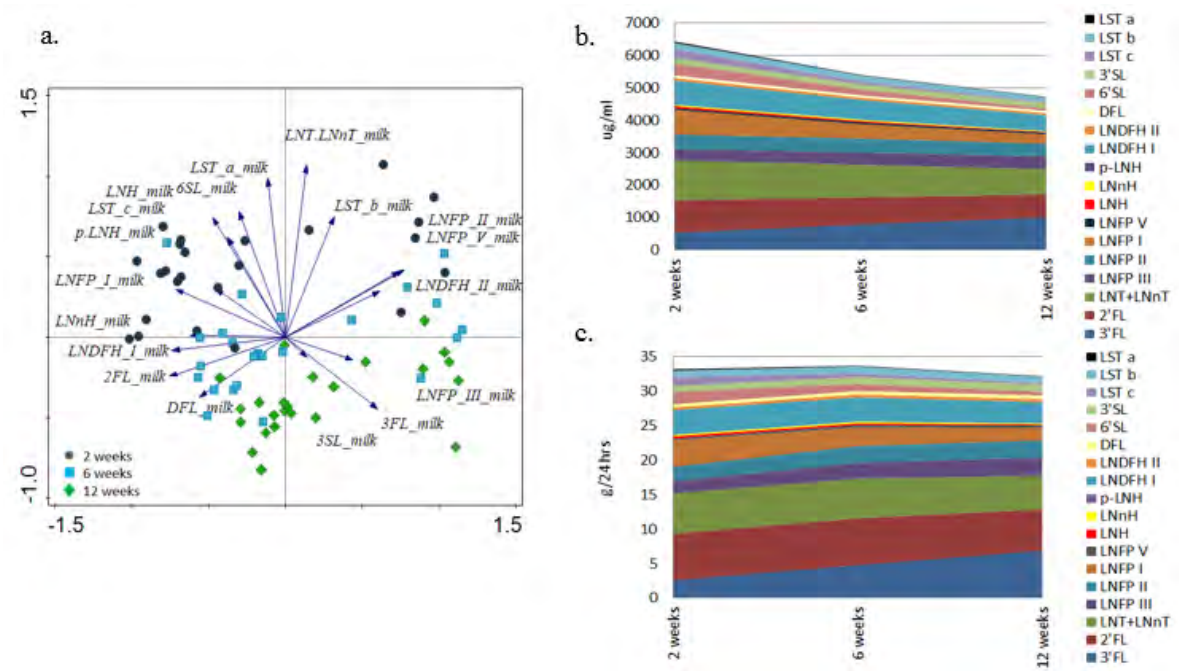 a.
1.5
-1.0
-1.5
1.5
LNT.LNnT_milk
LST_a_milk
LNH_milk
6SL_milk
LST_c_milk
LST_b_milk
p.LNH_milk
LNFP_II_milk
LNFP_V_milk
LNFP_I_milk
LNDFH_II_milk
LNnH_milk
LNDFH_I_milk
2FL_milk
DFL_milk
LNFP_III_milk
3FL_milk
3SL_milk
2 weeks
6 weeks
12 weeks
b.
7000
6000
5000
4000
3000
2000
1000
0
ug/ml
2 weeks
6 weeks
12 weeks
LST a
LST b
LST c
3'SL
6'SL
DFL
LNDFH II
LNDFH I
p-LNH
LNnH
LNH
LNFP V
LNFP I
LNFP II
LNFP III
LNT+LNnT
2'FL
3'FL
c.
35
30
25
20
15
10
5
0
g/24hrs
2 weeks
6 weeks
12 weeks
LST a
LST b
LST c
3'SL
6'SL
DFL
LNDFH II
LNDFH I
p-LNH
LNnH
LNH
LNFP V
LNFP I
LNFP II
LNFP III
LNT+LNnT
2'FL
3'FL